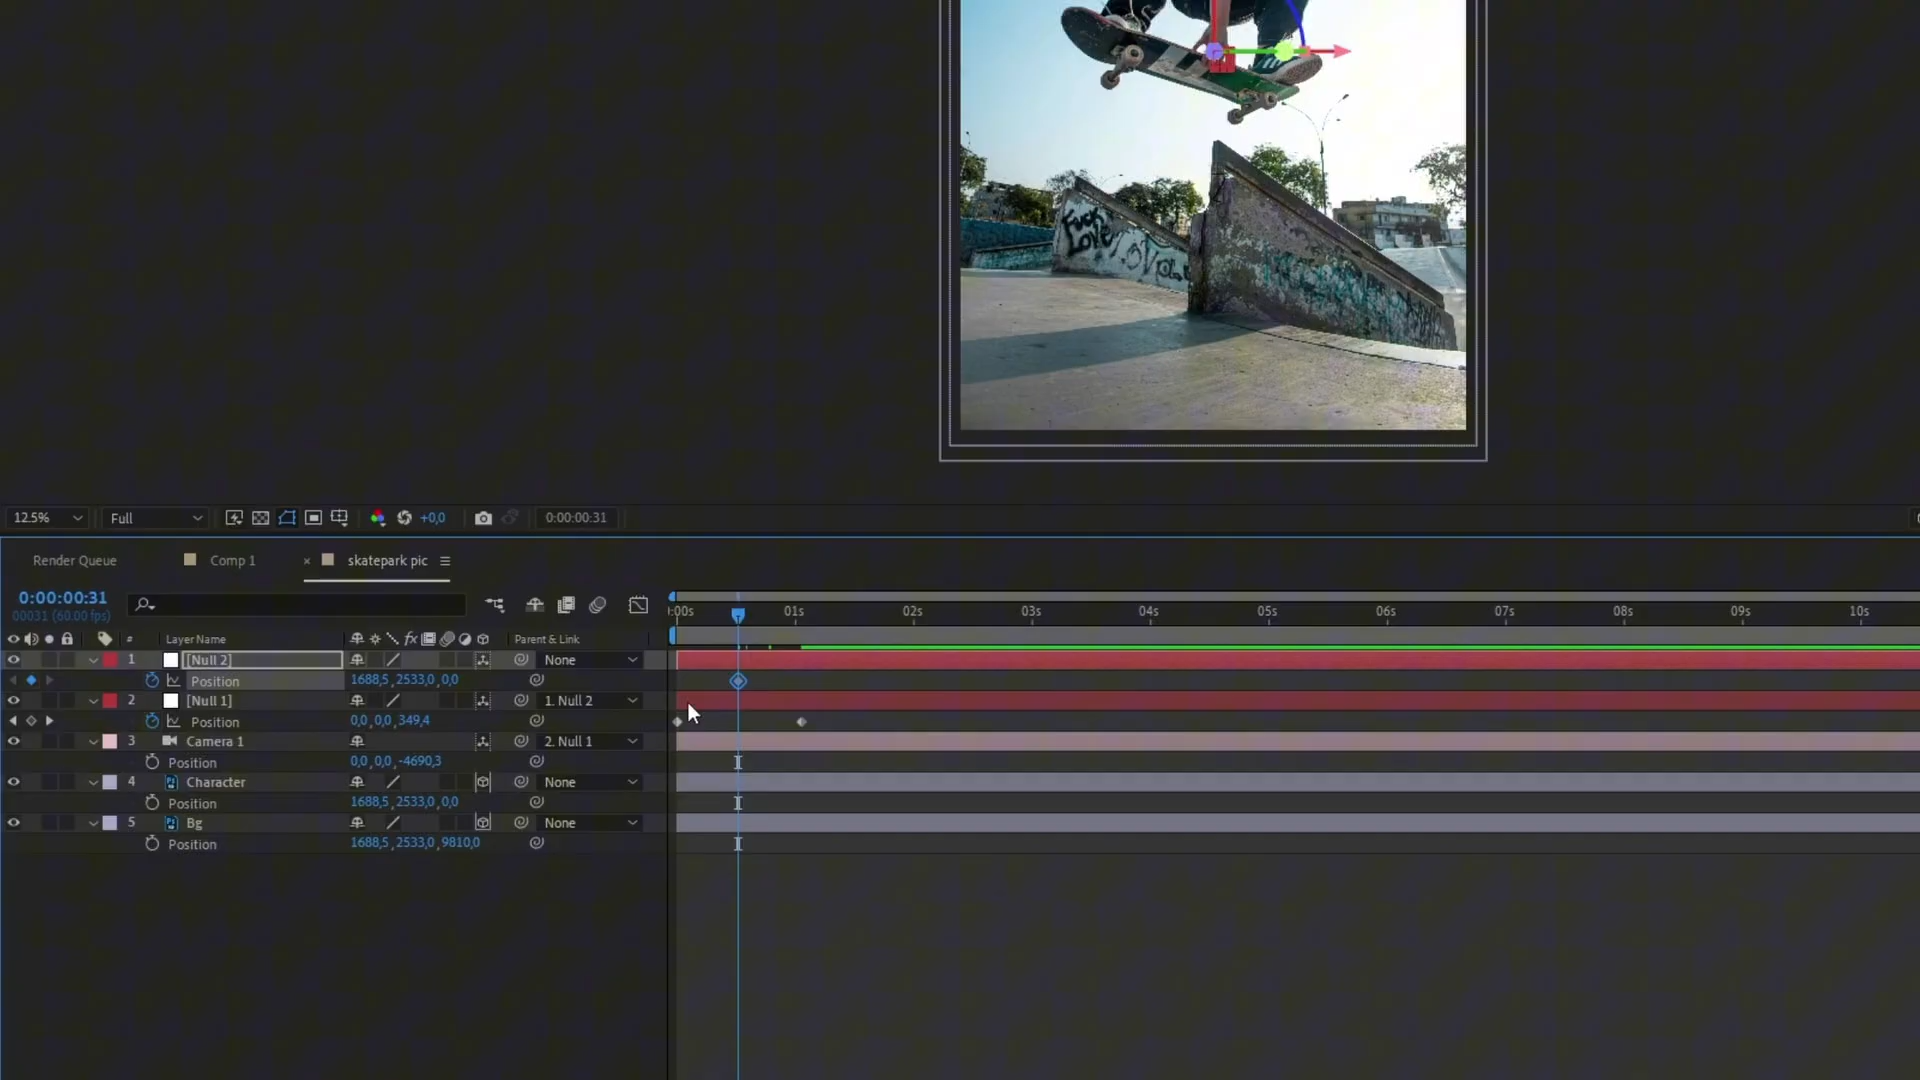 FUCK
LOVE
12.5%
Full
+0,0
0:00:00:31
Render Queue
Comp 1
× skatepark pic
0:00:00:31
00031 (60.00 fps)
:00s 01s 02s 03s 04s 05s 06s 07s 08s 09s 10s
# Layer Name fx Parent & Link
1 [Null 2] None
Position 1688,5,2533,0,0,0
2 [Null 1] 1. Null 2
Position 0,0,0,0,349,4
3 Camera 1 2. Null 1
Position 0,0,0,0,-4690,3
4 Character None
Position 1688,5,2533,0,0,0
5 Bg None
Position 1688,5,2533,0,9810,0